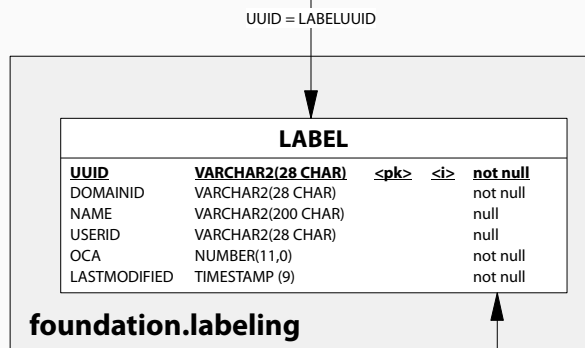 UUID = LABELUUID
LABEL
UUID VARCHAR2(28 CHAR) <pk> <i> not null
DOMAINID VARCHAR2(28 CHAR) not null
NAME VARCHAR2(200 CHAR) null
USERID VARCHAR2(28 CHAR) null
OCA NUMBER(11,0) not null
LASTMODIFIED TIMESTAMP (9) not null
foundation.labeling